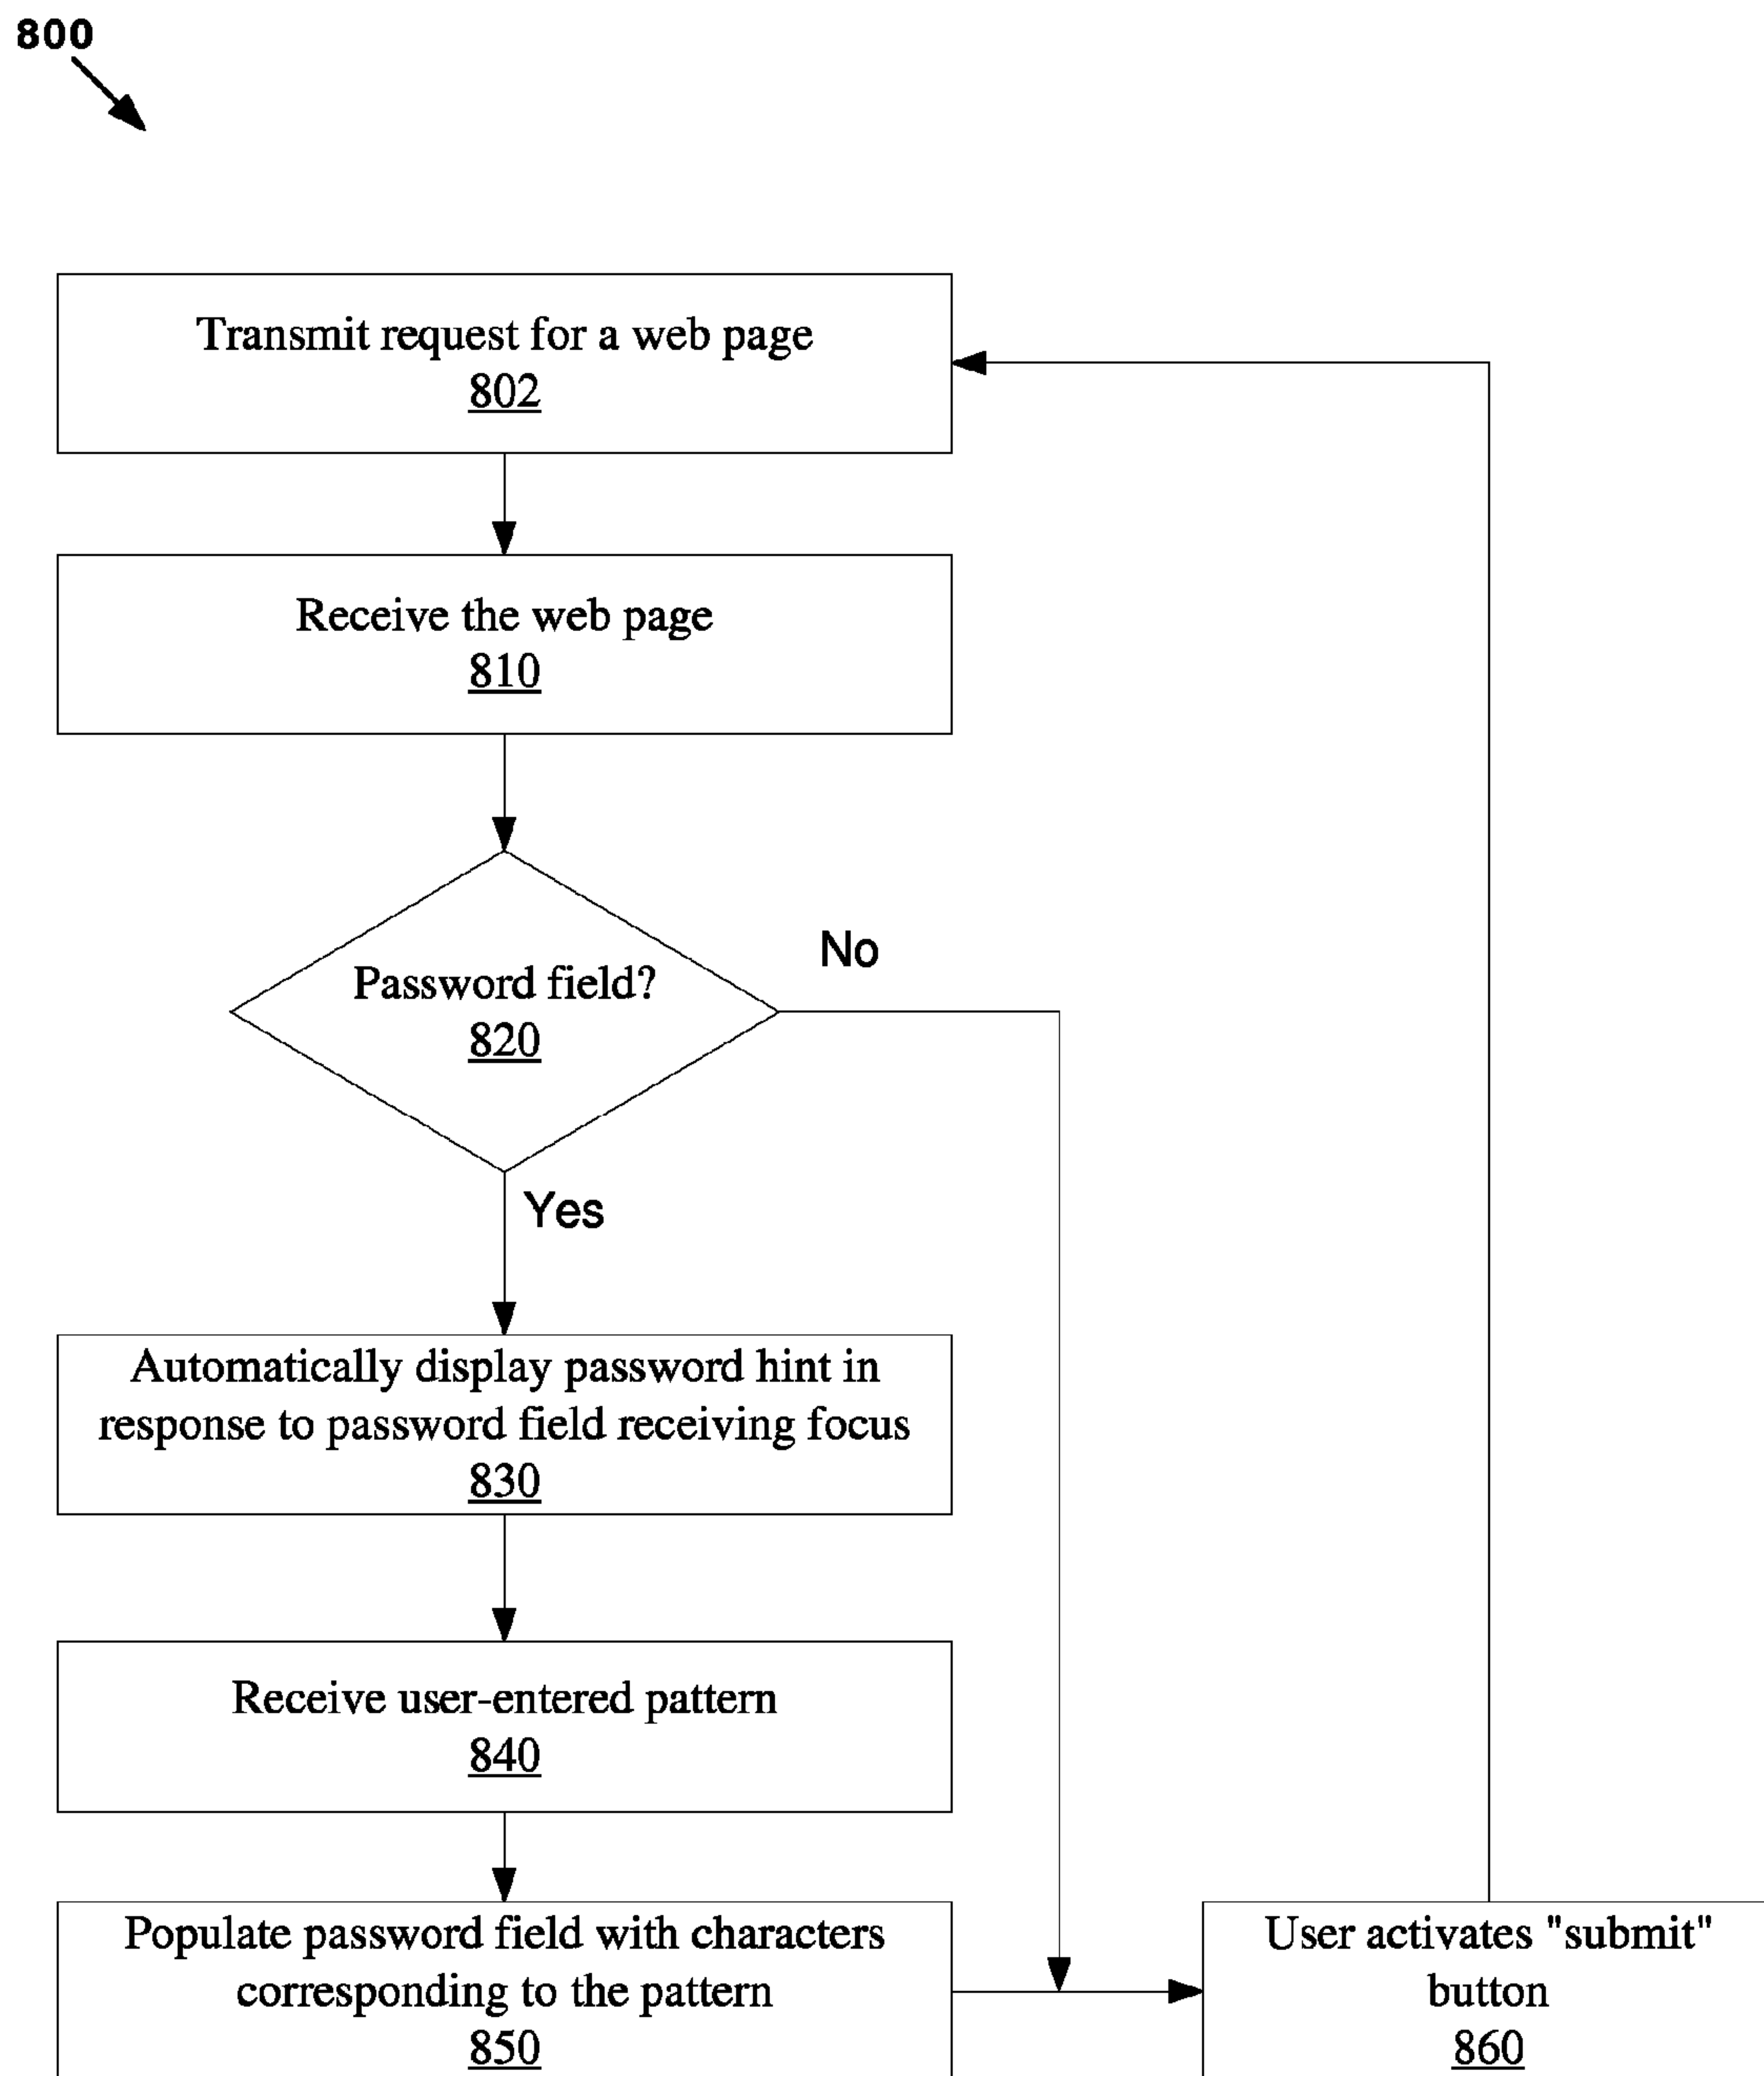 800
Transmit request for a web page
802
Receive the web page
810
Password field?
820
No
Yes
Automatically display password hint in
response to password field receiving focus
830
Receive user-entered pattern
840
Populate password field with characters
corresponding to the pattern
850
User activates "submit"
button
860